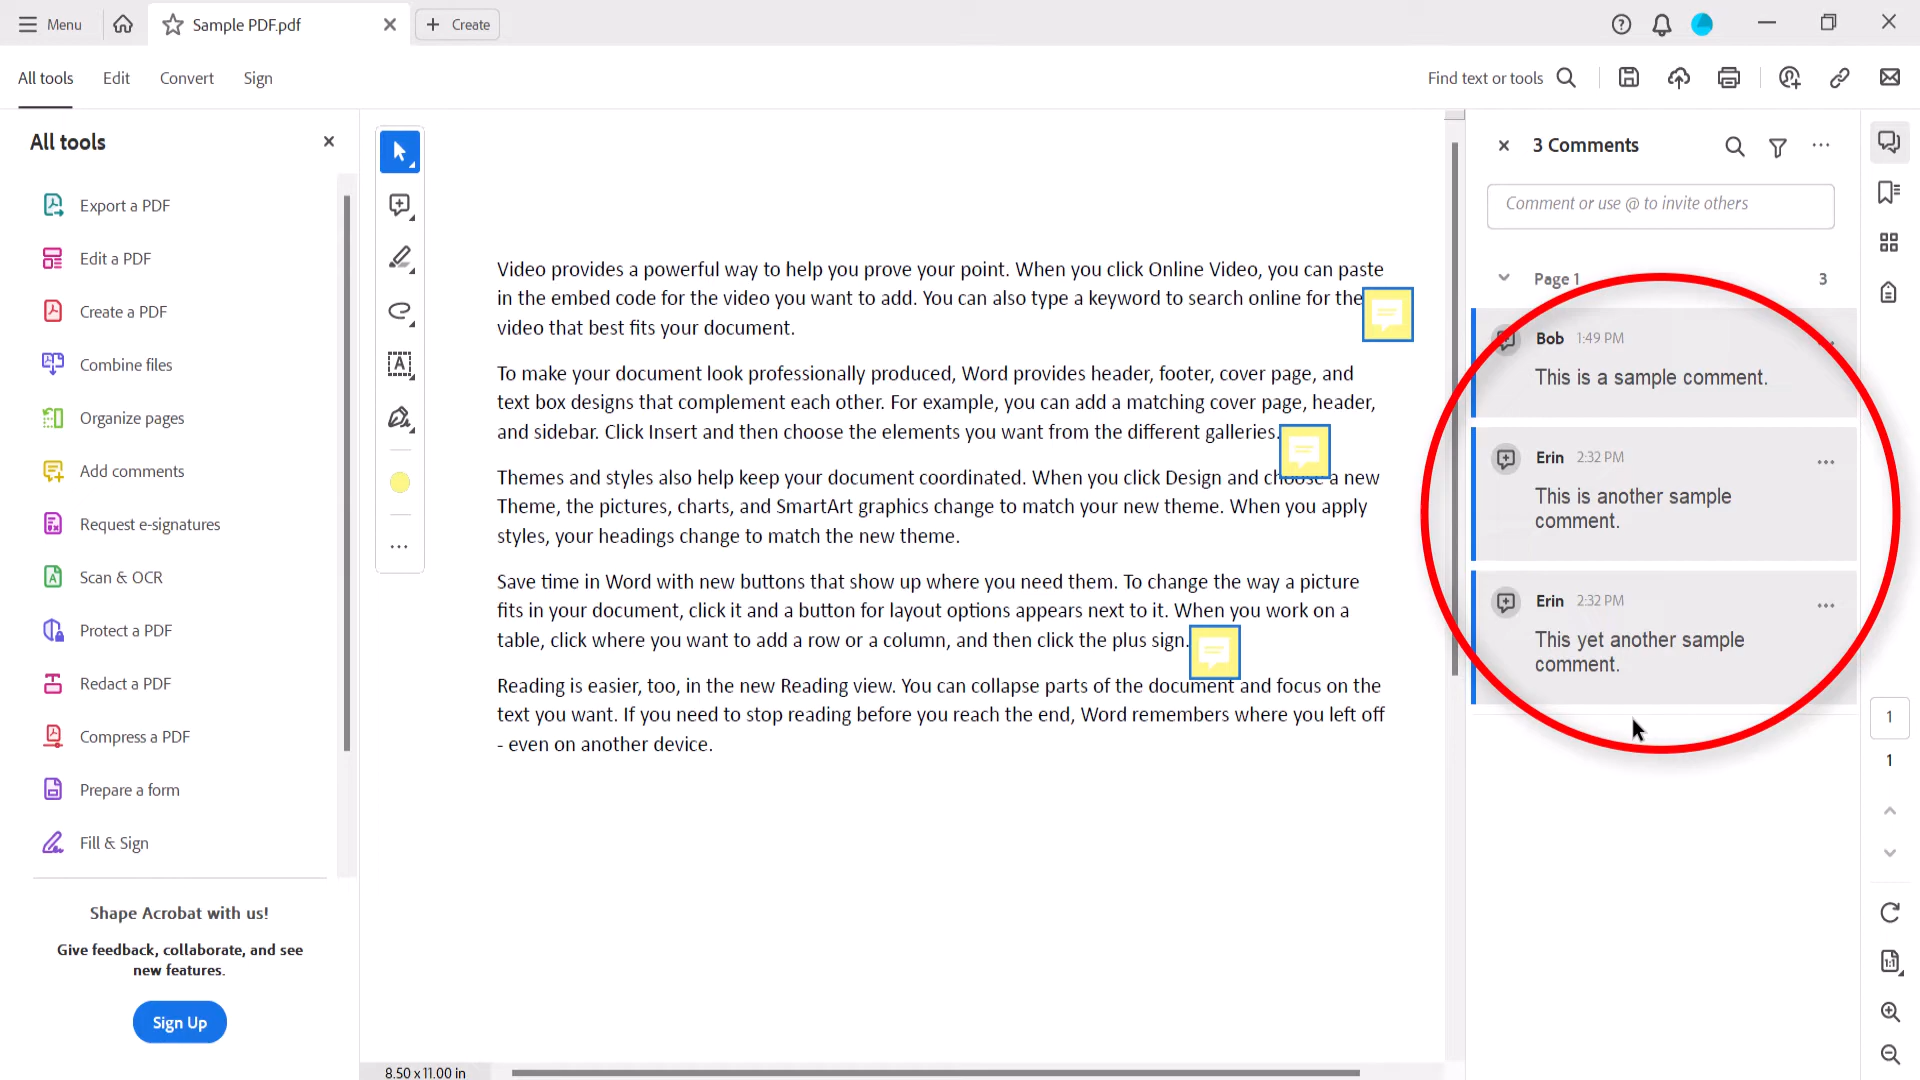 Menu
Sample PDF.pdf
Create
All tools
Edit
Convert
Sign
Find text or tools
All tools
Export a PDF
Edit a PDF
Create a PDF
Combine files
Organize pages
Add comments
Request e-signatures
Scan & OCR
Protect a PDF
Redact a PDF
Compress a PDF
Prepare a form
Fill & Sign
Shape Acrobat with us!
Give feedback, collaborate, and see
new features.
Sign Up
Video provides a powerful way to help you prove your point. When you click Online Video, you can paste
in the embed code for the video you want to add. You can also type a keyword to search online for the
video that best fits your document.
To make your document look professionally produced, Word provides header, footer, cover page, and
text box designs that complement each other. For example, you can add a matching cover page, header,
and sidebar. Click Insert and then choose the elements you want from the different galleries.
Themes and styles also help keep your document coordinated. When you click Design and choose a new
Theme, the pictures, charts, and SmartArt graphics change to match your new theme. When you apply
styles, your headings change to match the new theme.
Save time in Word with new buttons that show up where you need them. To change the way a picture
fits in your document, click it and a button for layout options appears next to it. When you work on a
table, click where you want to add a row or a column, and then click the plus sign.
Reading is easier, too, in the new Reading view. You can collapse parts of the document and focus on the
text you want. If you need to stop reading before you reach the end, Word remembers where you left off
- even on another device.
8.50 x 11.00 in
3 Comments
Comment or use @ to invite others
Page 1
3
Bob 1:49 PM
This is a sample comment.
Erin 2:32 PM
This is another sample
comment.
Erin 2:32 PM
This yet another sample
comment.
1
1